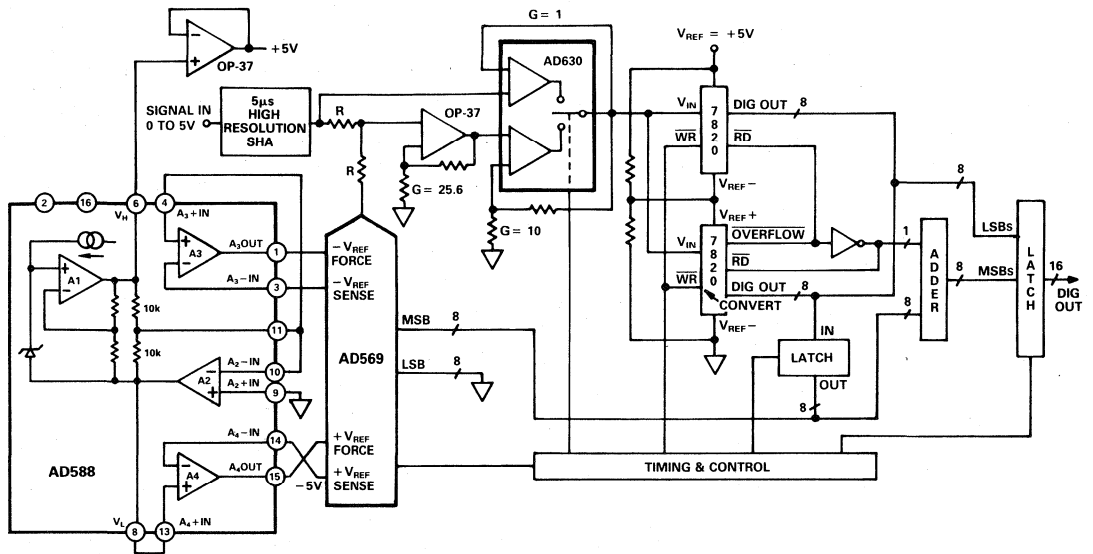 G = 1
+5V
OP-37
AD630
V_REF = +5V
SIGNAL IN
0 TO 5V
5μs
HIGH
RESOLUTION
SHA
R
OP-37
R
G = 25.6
G = 10
V_IN
7820
DIG OUT
8
W̅R̅
R̅D̅
V_REF−
V_REF+
V_IN
7820
O̅V̅E̅R̅F̅L̅O̅W̅
R̅D̅
W̅R̅
DIG OUT
8
CONVERT
V_REF−
1
8
ADDER
8
LSBs
8
MSBs
LATCH
16
DIG
OUT
IN
LATCH
OUT
8
2
16
6
4
V_H
A3+IN
+
−
A3
A3OUT
1
A3−IN
3
+
−
A1
10k
10k
11
A2
−
+
A2−IN
10
A2+IN
9
A4−IN
14
−
+
A4
A4OUT
15
−5V
AD588
V_L
8
13
A4+IN
− V_REF
FORCE
− V_REF
SENSE
MSB
8
AD569
LSB
8
+ V_REF
FORCE
+ V_REF
SENSE
TIMING & CONTROL